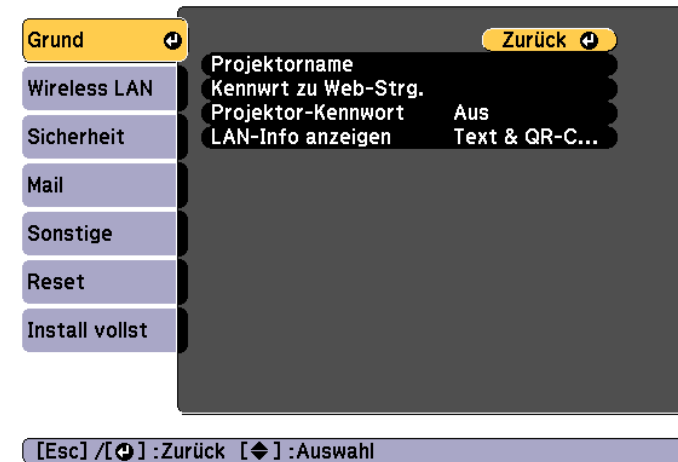 Grund
Wireless LAN
Sicherheit
Mail
Sonstige
Reset
Install vollst
Zurück
Projektorname
Kennwrt zu Web-Strg.
Projektor-Kennwort Aus
LAN-Info anzeigen Text & QR-C...
[Esc] /[ ] :Zurück [ ] :Auswahl